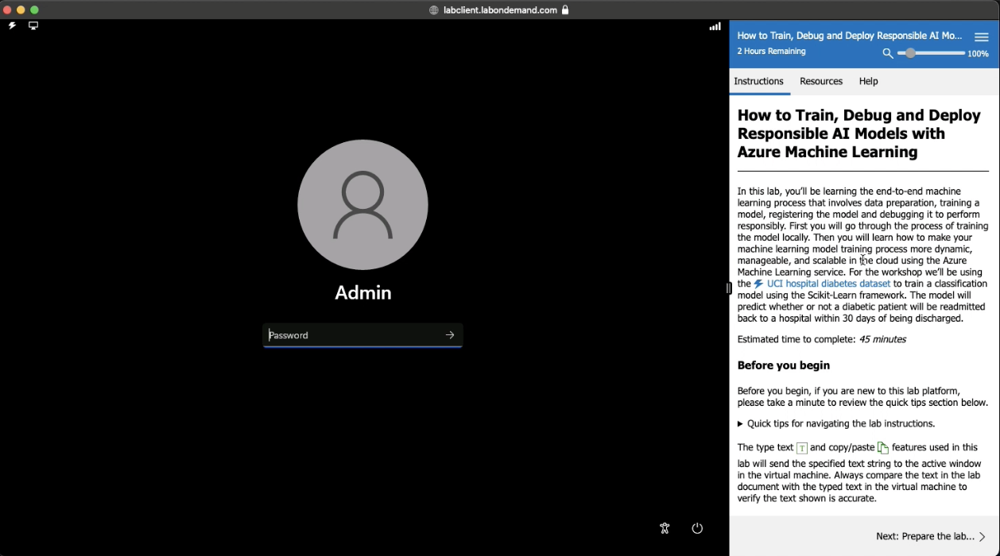 labclient.labondemand.com
How to Train, Debug and Deploy Responsible AI Mo...
2 Hours Remaining
100%
Instructions Resources Help
How to Train, Debug and Deploy
Responsible AI Models with
Azure Machine Learning
In this lab, you'll be learning the end-to-end machine
learning process that involves data preparation, training a
model, registering the model and debugging it to perform
responsibly. First you will go through the process of training
the model locally. Then you will learn how to make your
machine learning model training process more dynamic,
manageable, and scalable in the cloud using the Azure
Machine Learning service. For the workshop we'll be using
the UCI hospital diabetes dataset to train a classification
model using the Scikit-Learn framework. The model will
predict whether or not a diabetic patient will be readmitted
back to a hospital within 30 days of being discharged.
Estimated time to complete: 45 minutes
Before you begin
Before you begin, if you are new to this lab platform,
please take a minute to review the quick tips section below.
Quick tips for navigating the lab instructions.
The type text T and copy/paste features used in this
lab will send the specified text string to the active window
in the virtual machine. Always compare the text in the lab
document with the typed text in the virtual machine to
verify the text shown is accurate.
Next: Prepare the lab...
Admin
Password